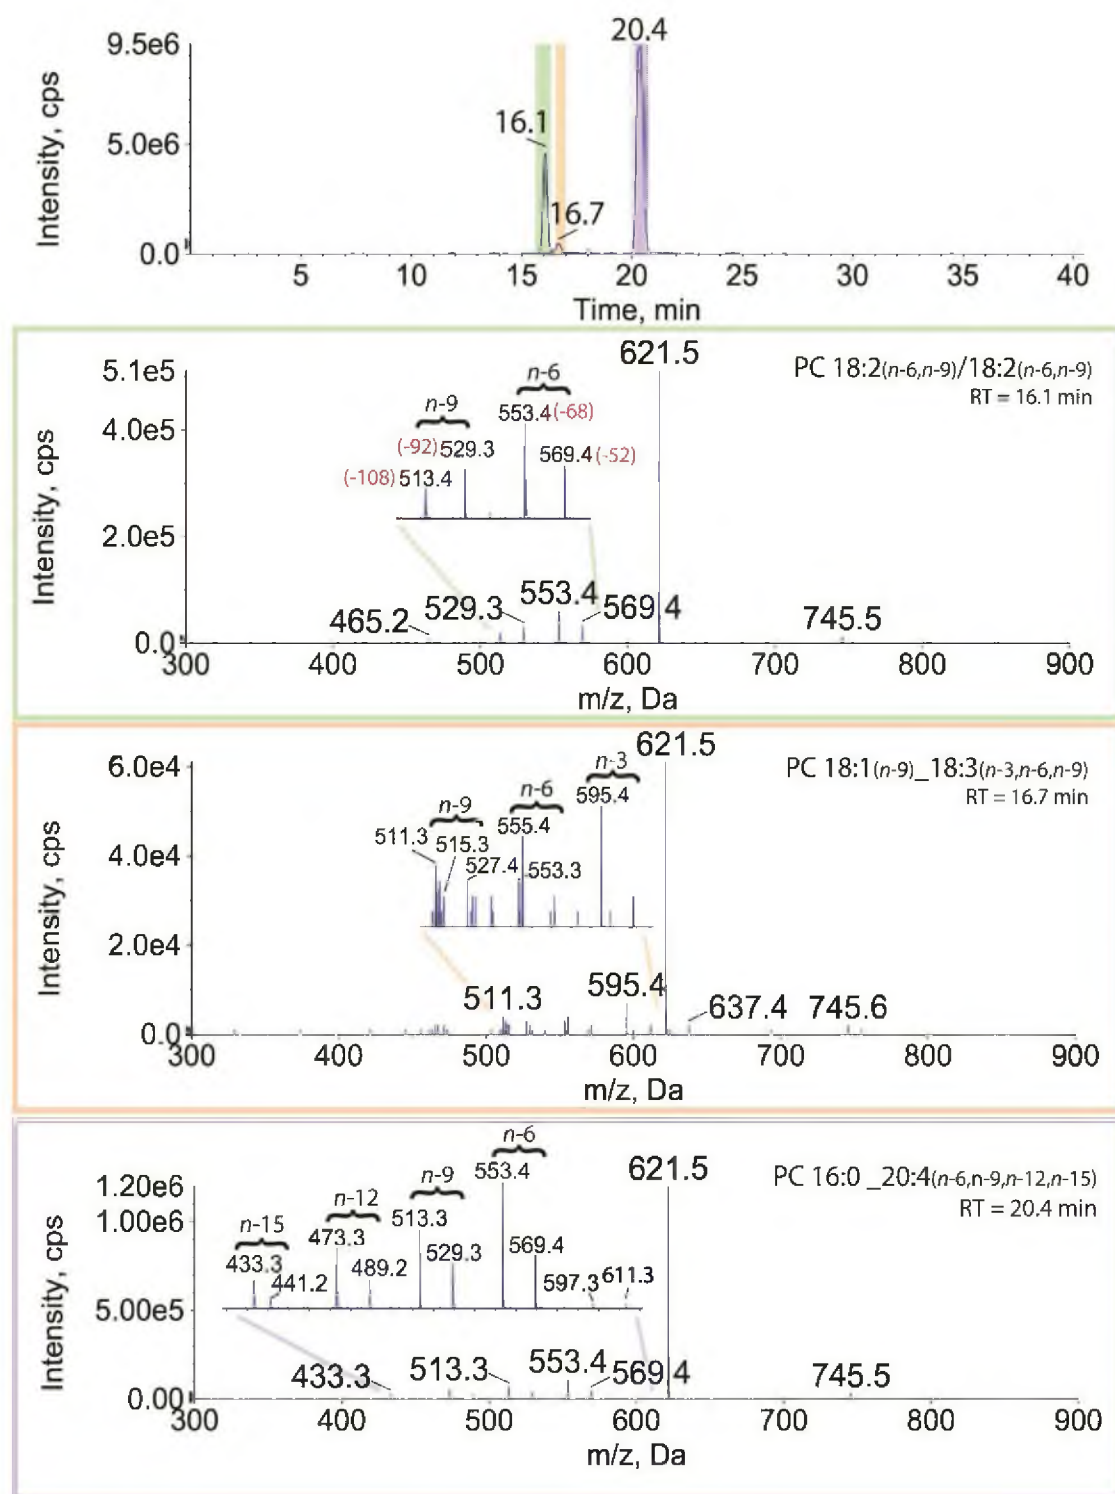 9.5e6
20.4
Intensity, cps
5.0e6
16.1
16.7
0.0
5 10 15 20 25 30 35 40
Time, min
5.1e5
621.5
PC 18:2(n-6,n-9)/18:2(n-6,n-9)
RT = 16.1 min
n-6
n-9
553.4(-68)
4.0e5
(-92) 529.3
569.4(-52)
(-108) 513.4
Intensity, cps
2.0e5
553.4
529.3
569.4
465.2
745.5
0.0
300 400 500 600 700 800 900
m/z, Da
6.0e4
621.5
PC 18:1(n-9)_18:3(n-3,n-6,n-9)
RT = 16.7 min
n-3
n-6
595.4
n-9
555.4
511.3
515.3
527.4
553.3
4.0e4
Intensity, cps
2.0e4
511.3
595.4
637.4
745.6
0.0
300 400 500 600 700 800 900
m/z, Da
n-6
1.20e6
553.4
621.5
PC 16:0 _20:4(n-6,n-9,n-12,n-15)
RT = 20.4 min
n-9
1.00e6
n-12
513.3
n-15
473.3
529.3
569.4
433.3
441.2
489.2
597.3
611.3
Intensity, cps
5.00e5
433.3
513.3
553.4
569.4
745.5
0.00
300 400 500 600 700 800 900
m/z, Da